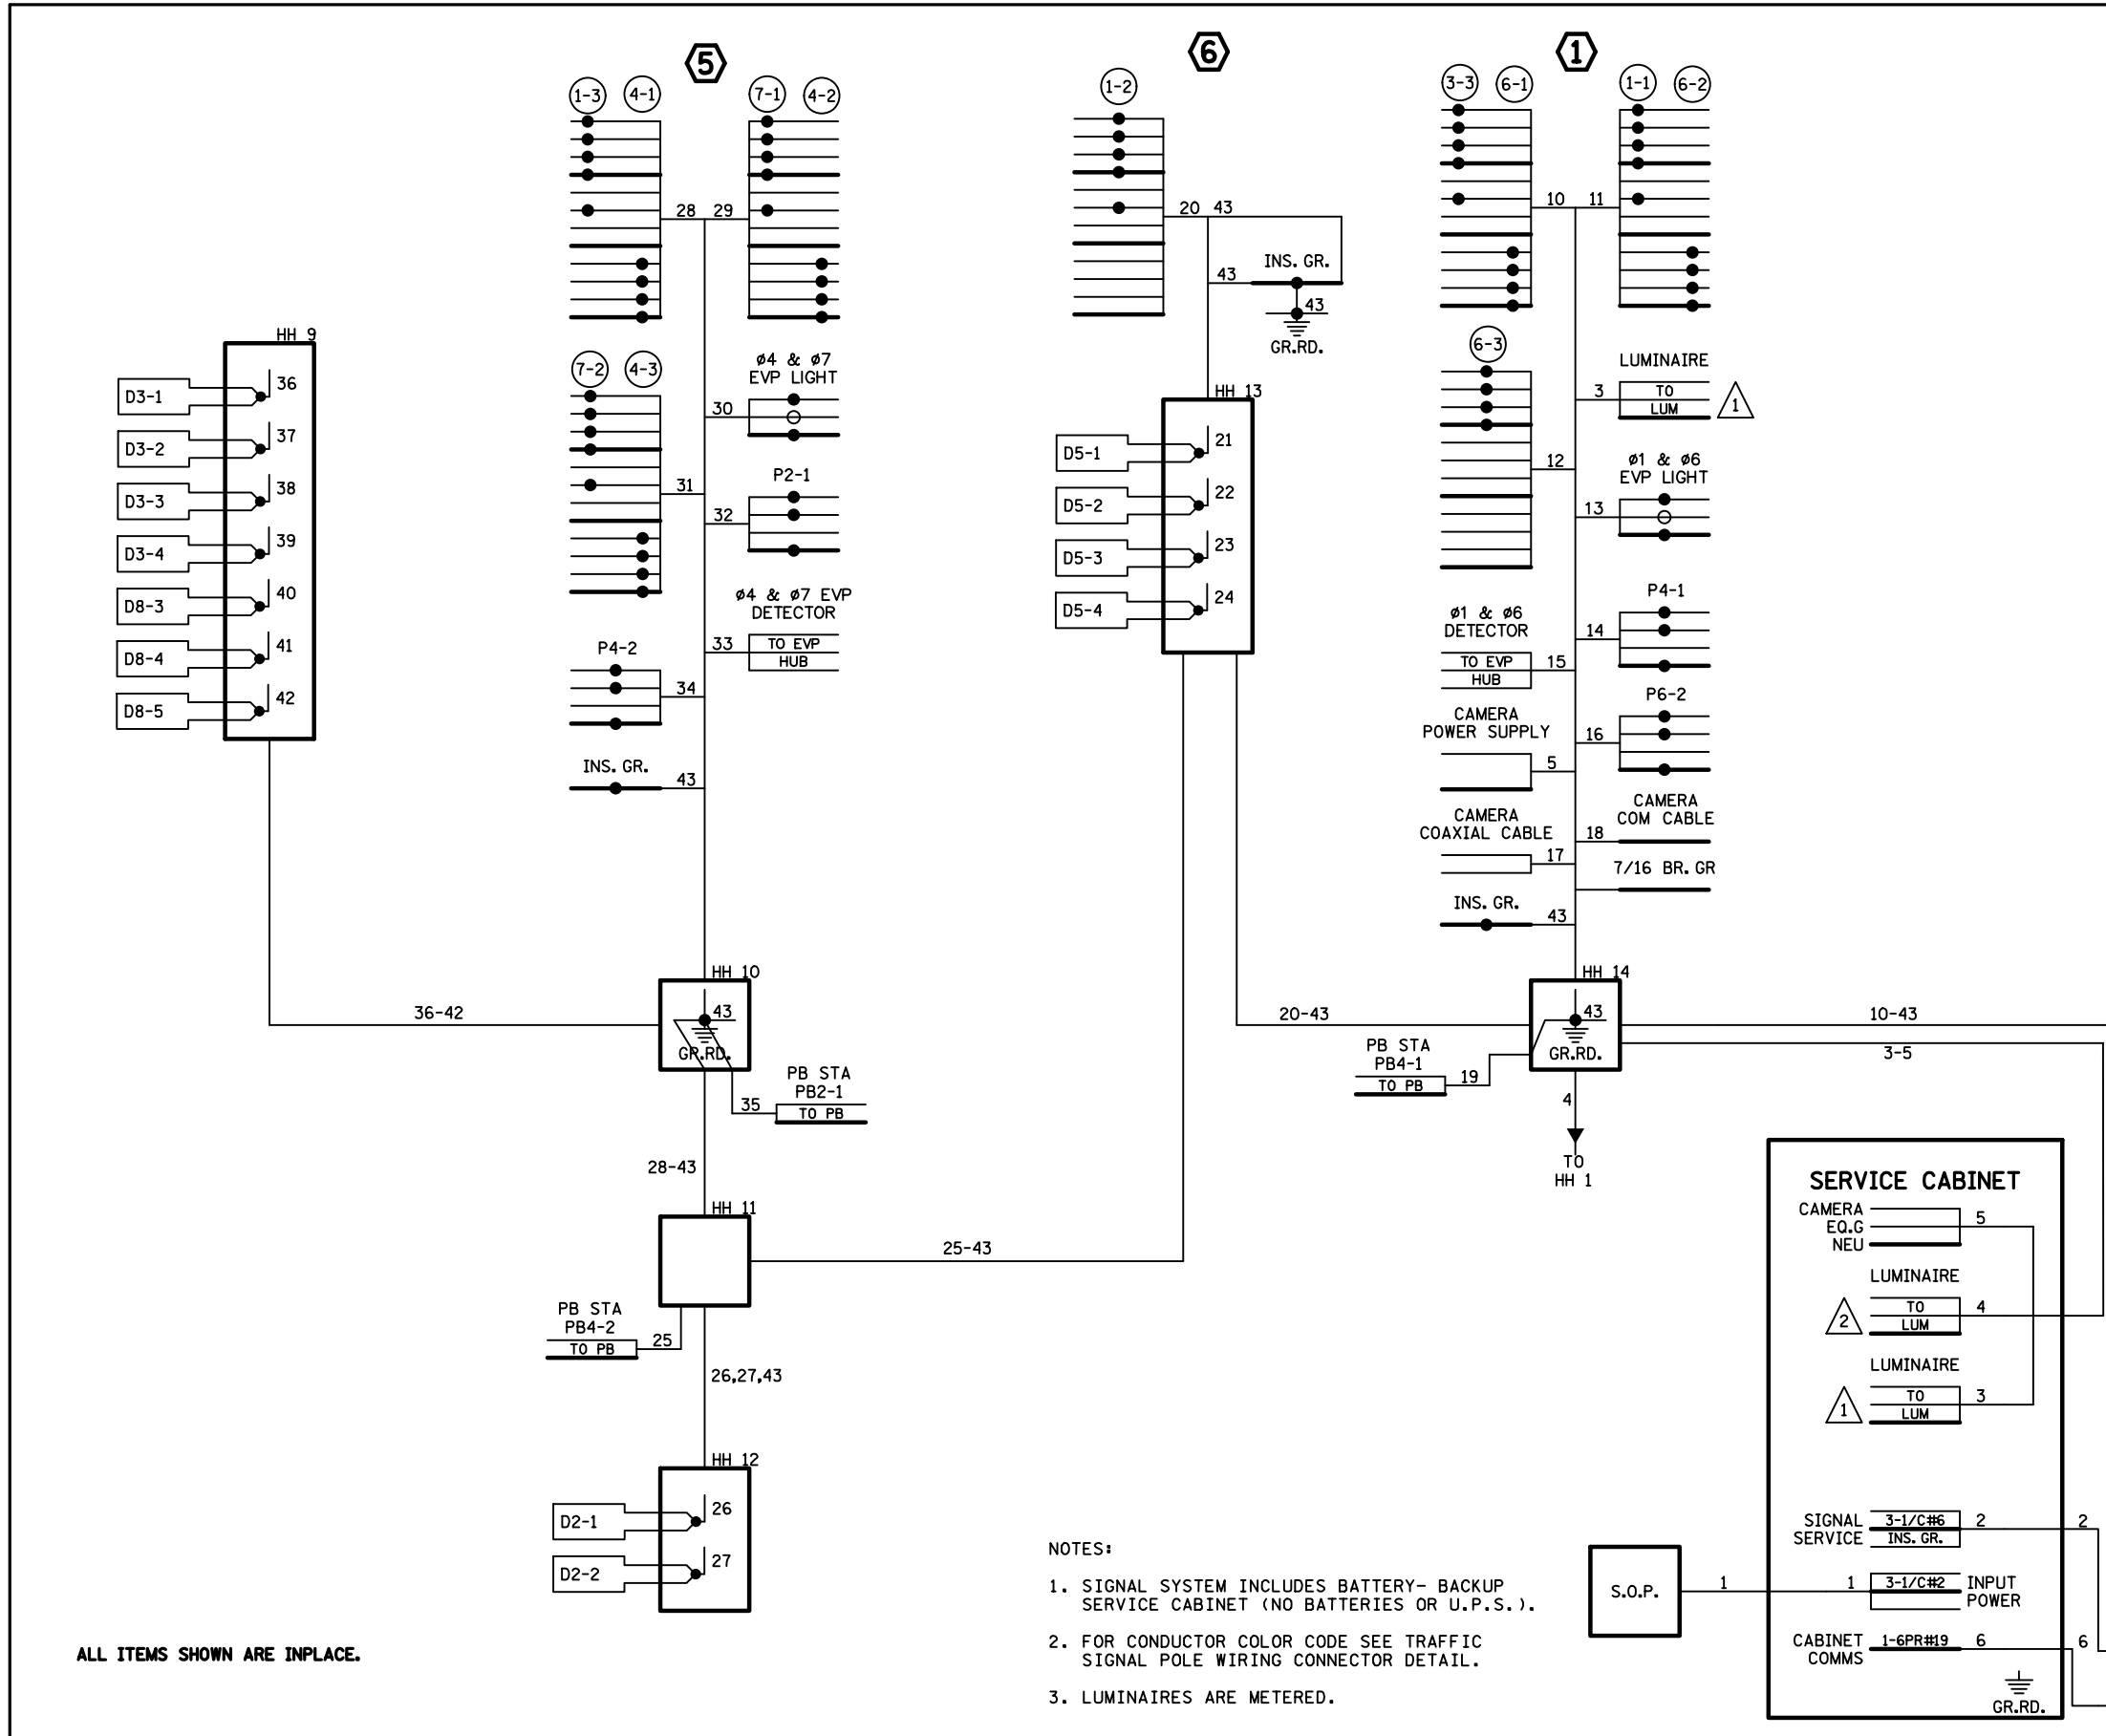 5
1-3 4-1 7-1 4-2
28 29
HH 9
D3-1 36
D3-2 37
D3-3 38
D3-4 39
D8-3 40
D8-4 41
D8-5 42
7-2 4-3
31
ø4 & ø7
EVP LIGHT
30
P2-1
32
ø4 & ø7 EVP
DETECTOR
33 TO EVP
HUB
P4-2
34
INS. GR.
43
36-42
HH 10
43
GR.RD.
PB STA
PB2-1
35 TO PB
28-43
HH 11
25-43
PB STA
PB4-2
TO PB 25
26,27,43
HH 12
D2-1 26
D2-2 27
ALL ITEMS SHOWN ARE INPLACE.
6
1-2
20 43
43 INS. GR.
43
GR.RD.
HH 13
D5-1 21
D5-2 22
D5-3 23
D5-4 24
20-43
1
3-3 6-1 1-1 6-2
10 11
6-3
12
LUMINAIRE
3 TO
LUM
1
ø1 & ø6
EVP LIGHT
13
P4-1
14
ø1 & ø6
DETECTOR
TO EVP 15
HUB
P6-2
16
CAMERA
POWER SUPPLY
5
CAMERA
COM CABLE
18
CAMERA
COAXIAL CABLE
17
7/16 BR. GR
INS. GR.
43
HH 14
43
GR.RD.
10-43
3-5
PB STA
PB4-1
TO PB 19
4
TO
HH 1
SERVICE CABINET
CAMERA
EQ.G
NEU
5
LUMINAIRE
2 TO 4
LUM
LUMINAIRE
1 TO 3
LUM
SIGNAL
SERVICE
3-1/C#6 2 2
INS. GR.
S.O.P. 1 1 3-1/C#2 INPUT
POWER
CABINET
COMMS
1-6PR#19 6 6
GR.RD.
NOTES:
1. SIGNAL SYSTEM INCLUDES BATTERY- BACKUP
SERVICE CABINET (NO BATTERIES OR U.P.S.).
2. FOR CONDUCTOR COLOR CODE SEE TRAFFIC
SIGNAL POLE WIRING CONNECTOR DETAIL.
3. LUMINAIRES ARE METERED.